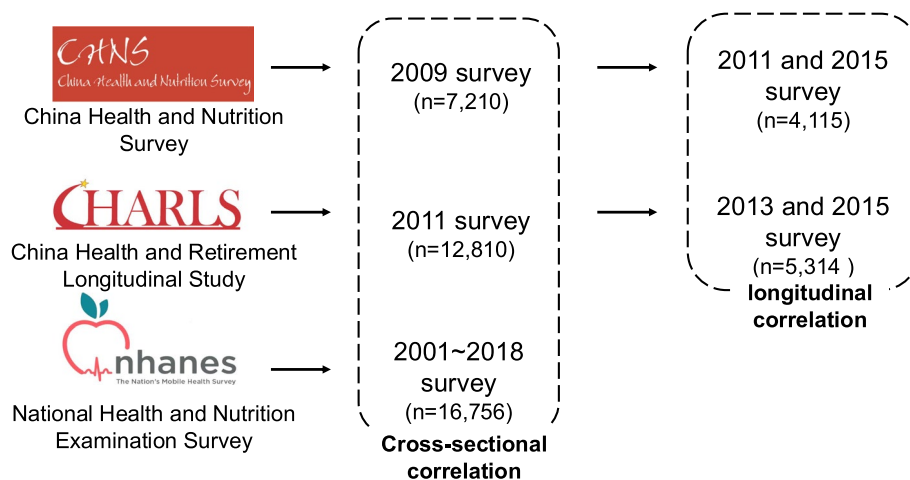 CHNS
China Health and Nutrition Survey
China Health and Nutrition
Survey
2009 survey
(n=7,210)
2011 and 2015
survey
(n=4,115)
CHARLS
China Health and Retirement
Longitudinal Study
2011 survey
(n=12,810)
2013 and 2015
survey
(n=5,314 )
longitudinal
correlation
nhanes
The Nation's Mobile Health Survey
National Health and Nutrition
Examination Survey
2001~2018
survey
(n=16,756)
Cross-sectional
correlation